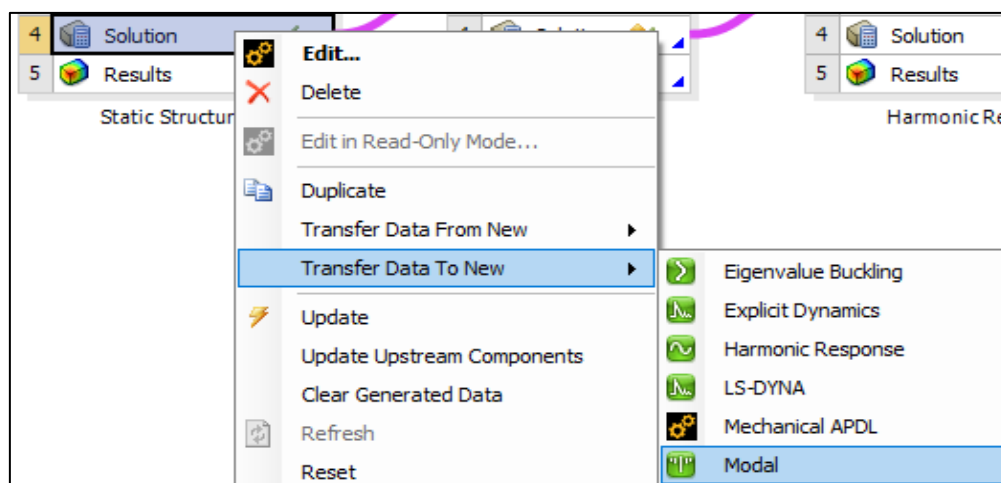 4 Solution
5 Results
Static Structur
4 Solution
5 Results
Harmonic Re
Edit...
Delete
Edit in Read-Only Mode...
Duplicate
Transfer Data From New
Transfer Data To New
Update
Update Upstream Components
Clear Generated Data
Refresh
Reset
Eigenvalue Buckling
Explicit Dynamics
Harmonic Response
LS-DYNA
Mechanical APDL
Modal